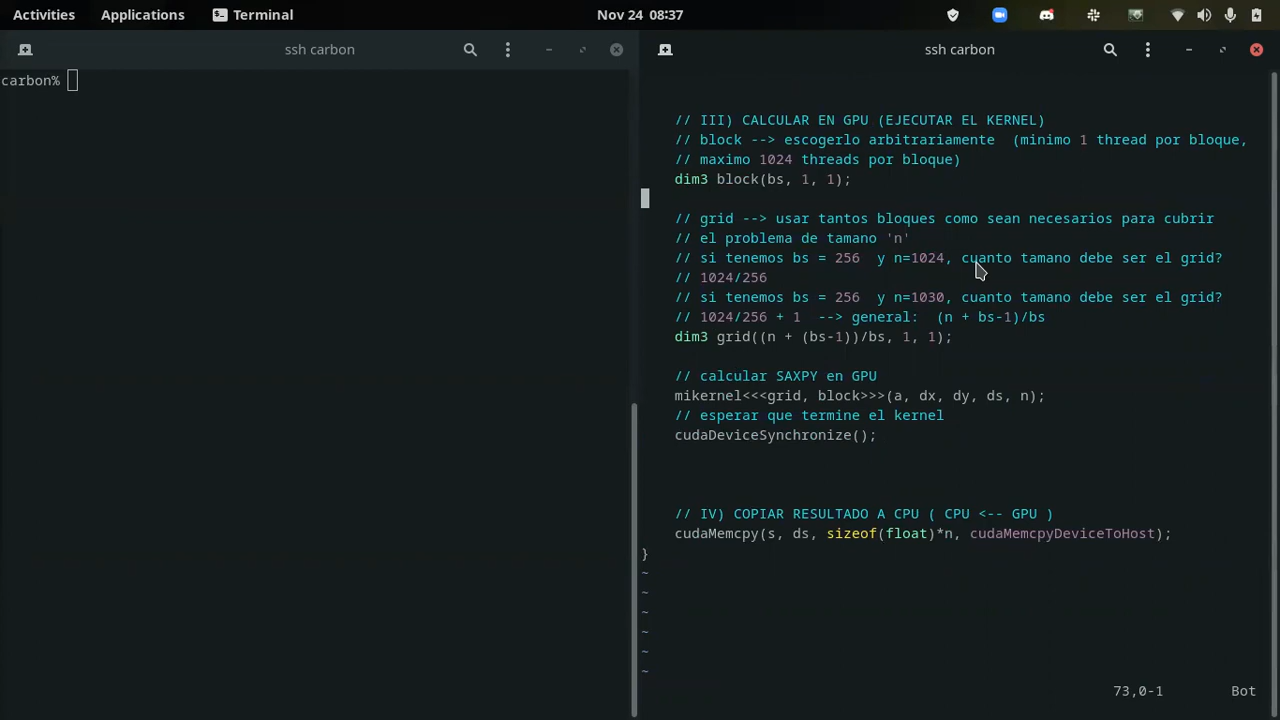 Activities Applications Terminal Nov 24 08:37
ssh carbon
carbon%
ssh carbon
// III) CALCULAR EN GPU (EJECUTAR EL KERNEL)
// block --> escogerlo arbitrariamente  (minimo 1 thread por bloque,
// maximo 1024 threads por bloque)
dim3 block(bs, 1, 1);
// grid --> usar tantos bloques como sean necesarios para cubrir
// el problema de tamano 'n'
// si tenemos bs = 256  y n=1024, cuanto tamano debe ser el grid?
// 1024/256
// si tenemos bs = 256  y n=1030, cuanto tamano debe ser el grid?
// 1024/256 + 1  --> general:  (n + bs-1)/bs
dim3 grid((n + (bs-1))/bs, 1, 1);
// calcular SAXPY en GPU
mikernel<<<grid, block>>>(a, dx, dy, ds, n);
// esperar que termine el kernel
cudaDeviceSynchronize();
// IV) COPIAR RESULTADO A CPU ( CPU <-- GPU )
cudaMemcpy(s, ds, sizeof(float)*n, cudaMemcpyDeviceToHost);
}
~
~
~
~
~
~
73,0-1 Bot